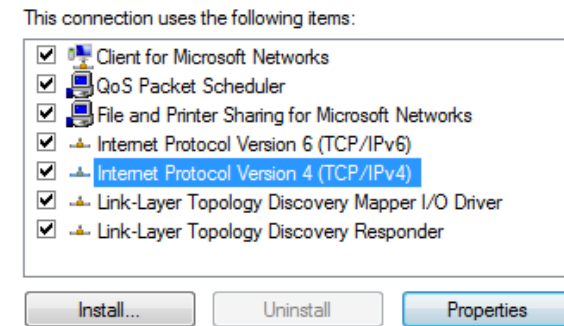 This connection uses the following items:
Client for Microsoft Networks
QoS Packet Scheduler
File and Printer Sharing for Microsoft Networks
Internet Protocol Version 6 (TCP/IPv6)
Internet Protocol Version 4 (TCP/IPv4)
Link-Layer Topology Discovery Mapper I/O Driver
Link-Layer Topology Discovery Responder
Install... Uninstall Properties